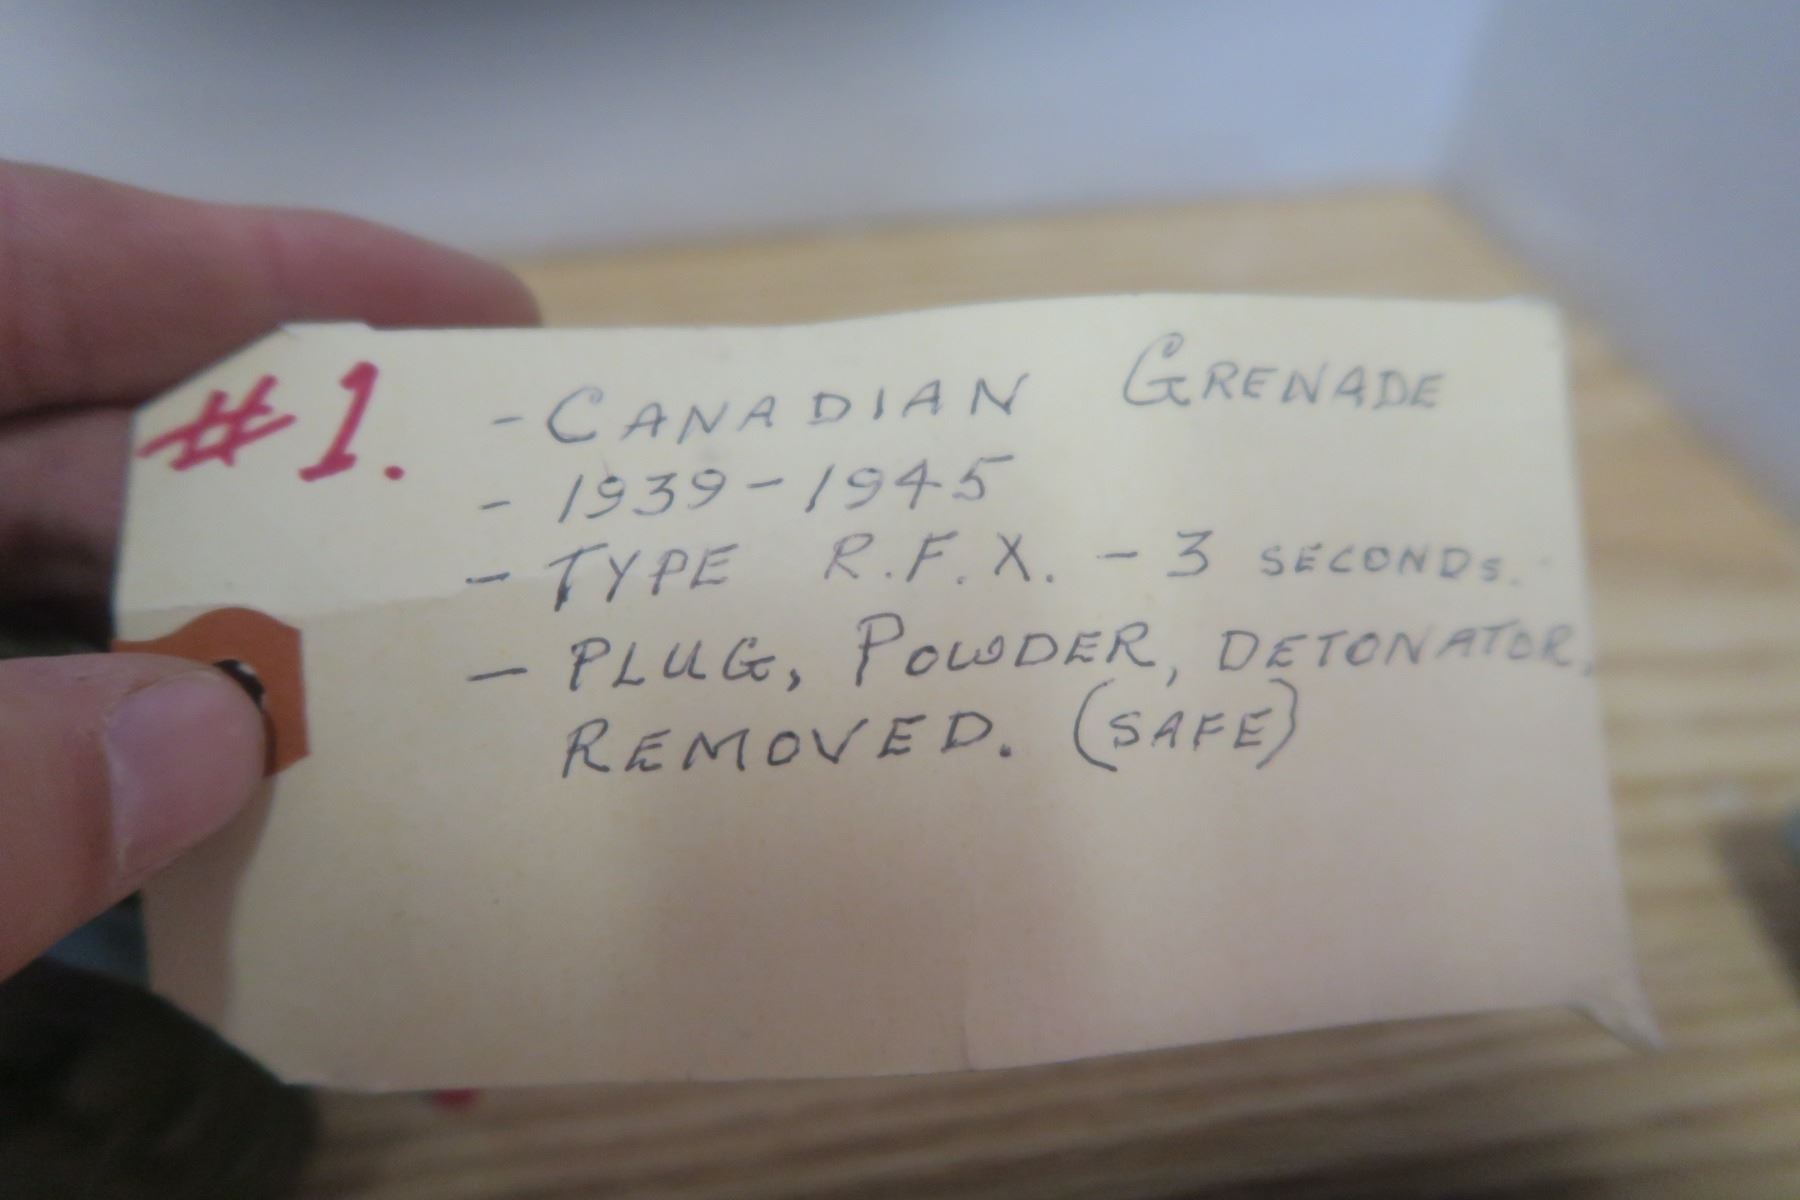 #1. - CANADIAN GRENADE
- 1939-1945
- TYPE R.F.X. - 3 SECONDS.
- PLUG, POWDER, DETONATOR,
REMOVED. (SAFE)